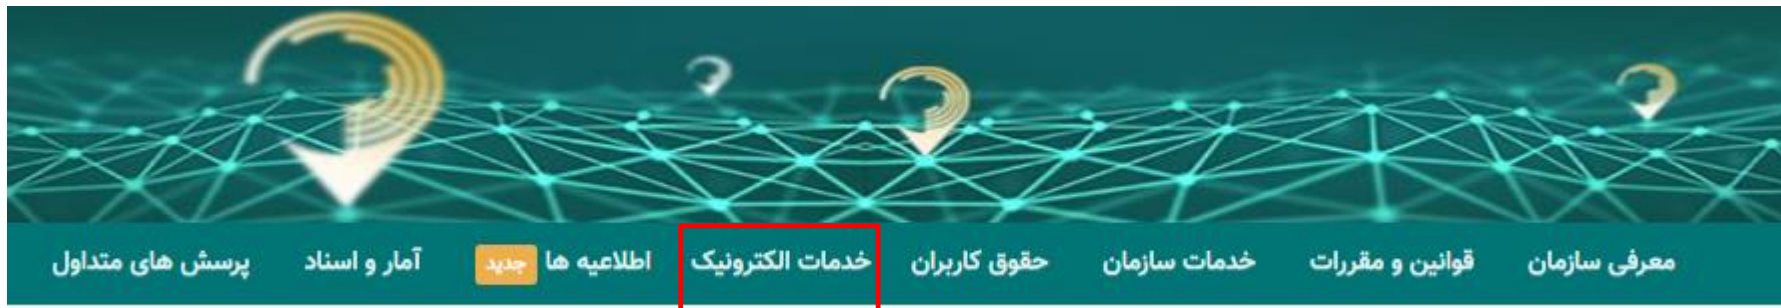 معرفی سازمان قوانین و مقررات خدمات سازمان حقوق کاربران خدمات الکترونیک اطلاعیه ها جدید آمار و اسناد پرسش های متداول